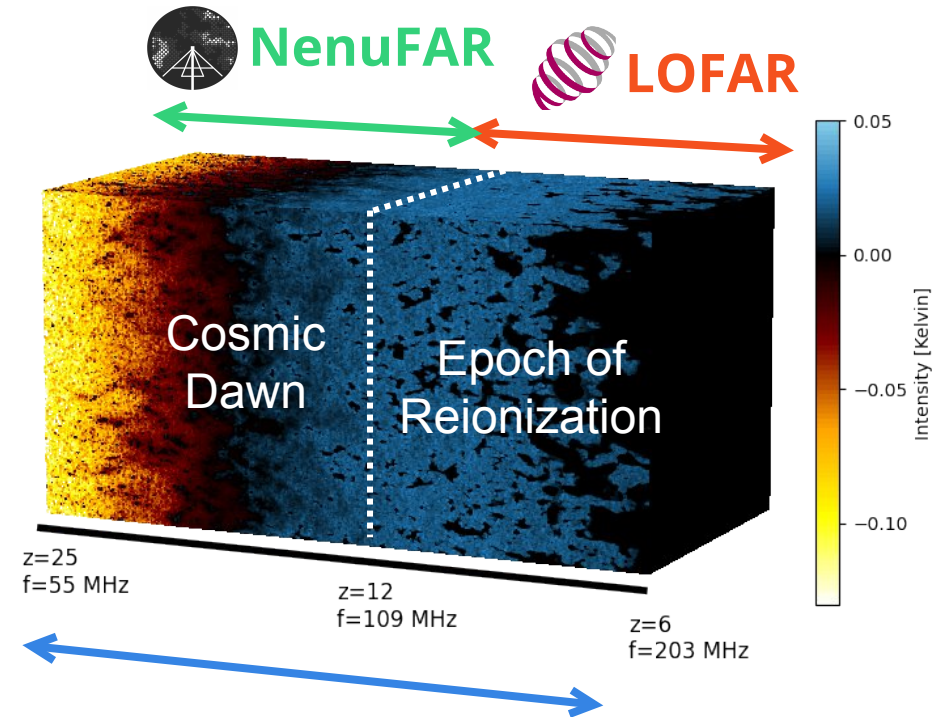 NenuFAR
LOFAR
Cosmic
Dawn
Epoch of
Reionization
0.05
0.00
−0.05
−0.10
Intensity [Kelvin]
z=25
f=55 MHz
z=12
f=109 MHz
z=6
f=203 MHz